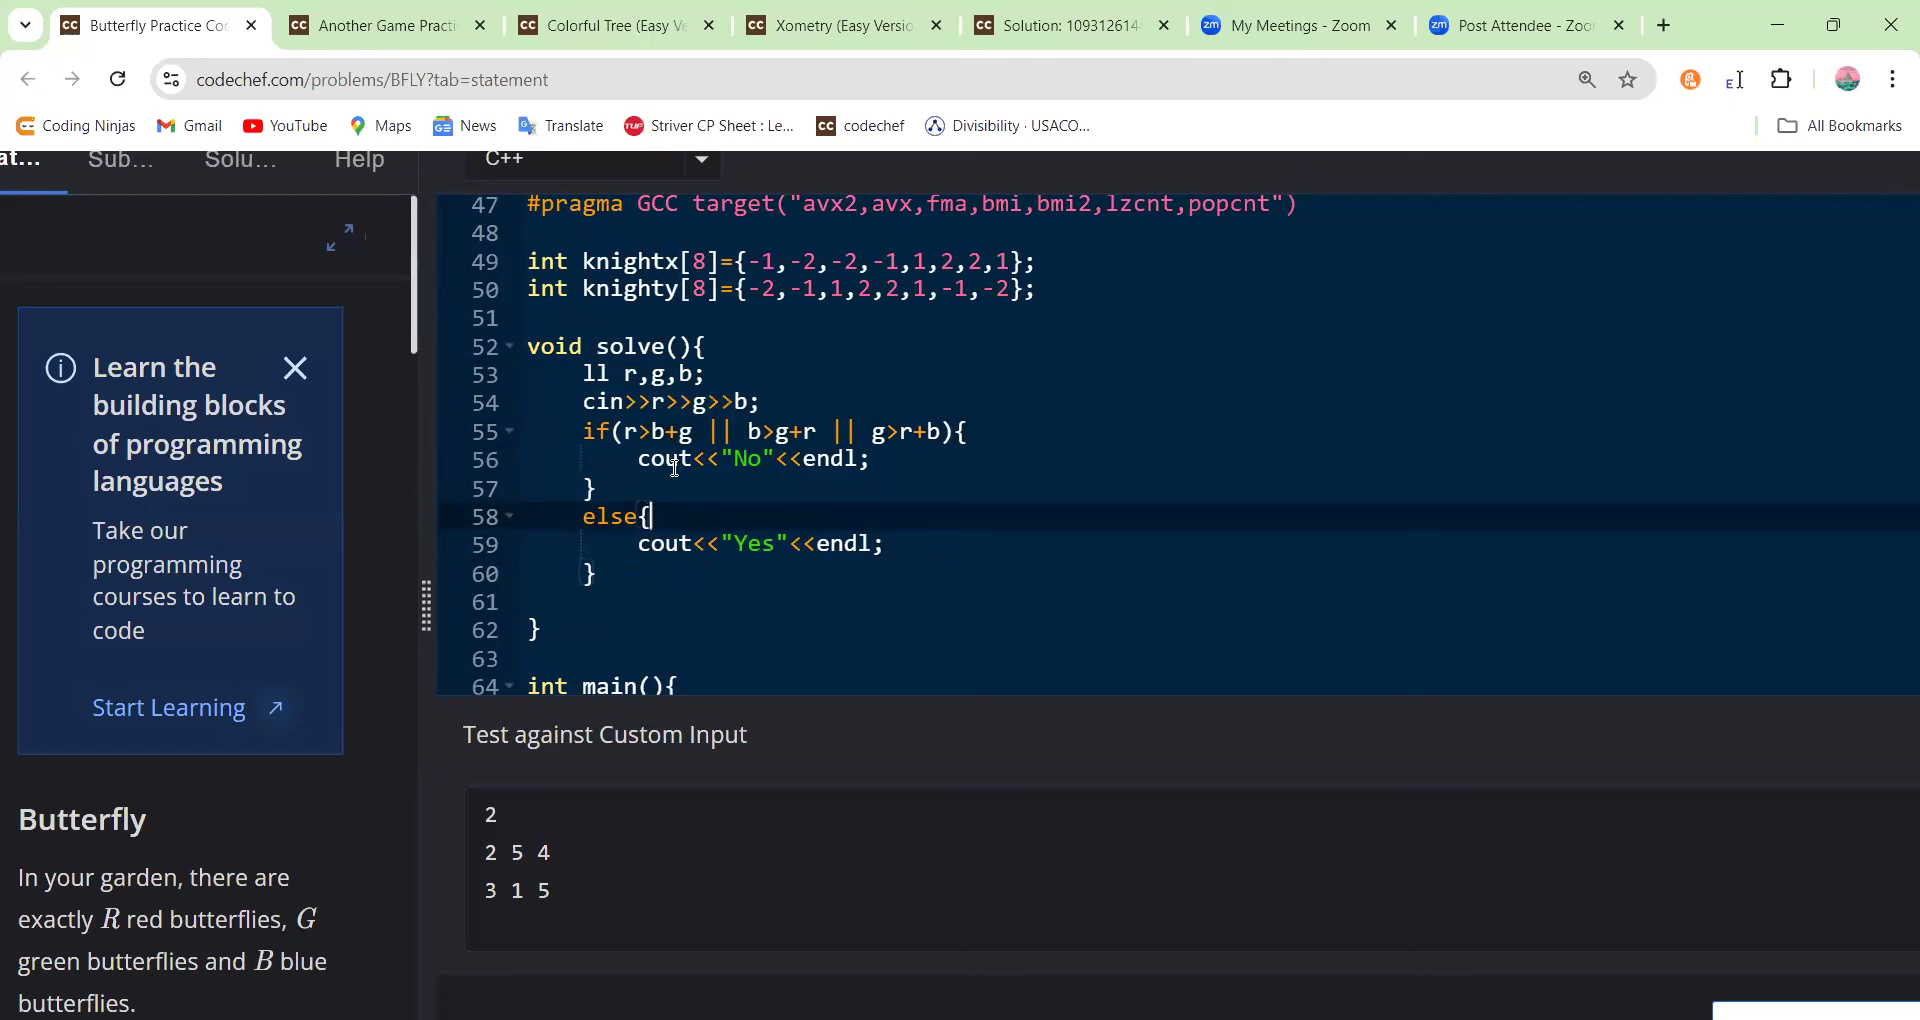 Butterfly Practice Co
Another Game Practi
Colorful Tree (Easy Ve
Xometry (Easy Versio
Solution: 109312614
My Meetings - Zoom
Post Attendee - Zoo
codechef.com/problems/BFLY?tab=statement
Coding Ninjas
Gmail
YouTube
Maps
News
Translate
Striver CP Sheet : Le...
codechef
Divisibility · USACO...
All Bookmarks
at...
Sub...
Solu...
Help
C++
47 #pragma GCC target("avx2,avx,fma,bmi,bmi2,lzcnt,popcnt")
48
49 int knightx[8]={-1,-2,-2,-1,1,2,2,1};
50 int knighty[8]={-2,-1,1,2,2,1,-1,-2};
51
52 void solve(){
53 ll r,g,b;
54 cin>>r>>g>>b;
55 if(r>b+g || b>g+r || g>r+b){
56 cout<<"No"<<endl;
57 }
58 else{
59 cout<<"Yes"<<endl;
60 }
61
62 }
63
64 int main(){
Learn the
building blocks
of programming
languages
Take our
programming
courses to learn to
code
Start Learning
Butterfly
In your garden, there are
exactly R red butterflies, G
green butterflies and B blue
butterflies.
Test against Custom Input
2
2 5 4
3 1 5